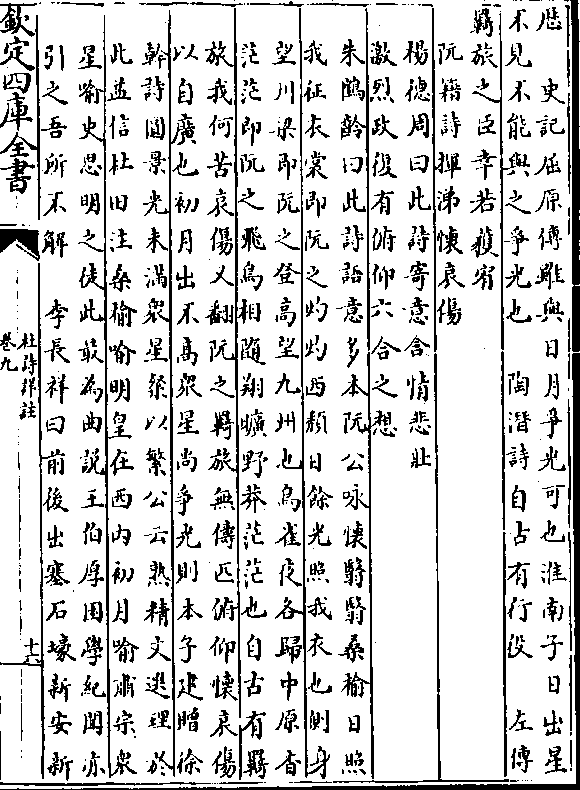 歴　史記屈原傳雖與日月爭光可也淮南子日出星
不見不能與之爭光也　陶潛詩自古有行役　左傳
羈旅之臣幸若獲宥
阮籍詩揮涕懷哀傷
楊德周曰此詩寄意含情悲壯
激烈政復有俯仰六合之想
朱鶴齡曰此詩語意多本阮公咏懷翳翳桑榆日照
我征衣裳即阮之灼灼西頽日餘光照我衣也側身
望川梁即阮之登高望九州也鳥雀夜各歸中原杳
茫茫即阮之飛鳥相隨翔曠野莽茫茫也自古有羈
旅我何苦哀傷又翻阮之羈旅無儔匹俯仰懷哀傷
以自廣也初月出不高衆星尚爭光則本子建贈徐
幹詩圓景光未滿衆星粲以繁公云熟精文選理於
此益信杜田注桑榆喻明皇在西内初月喻肅宗衆
星喻史思明之徒此最為曲説王伯厚困學紀聞亦
引之吾所不解　李長祥曰前後出塞石壕新安新
欽定四庫全書
杜詩詳註
卷九
十六